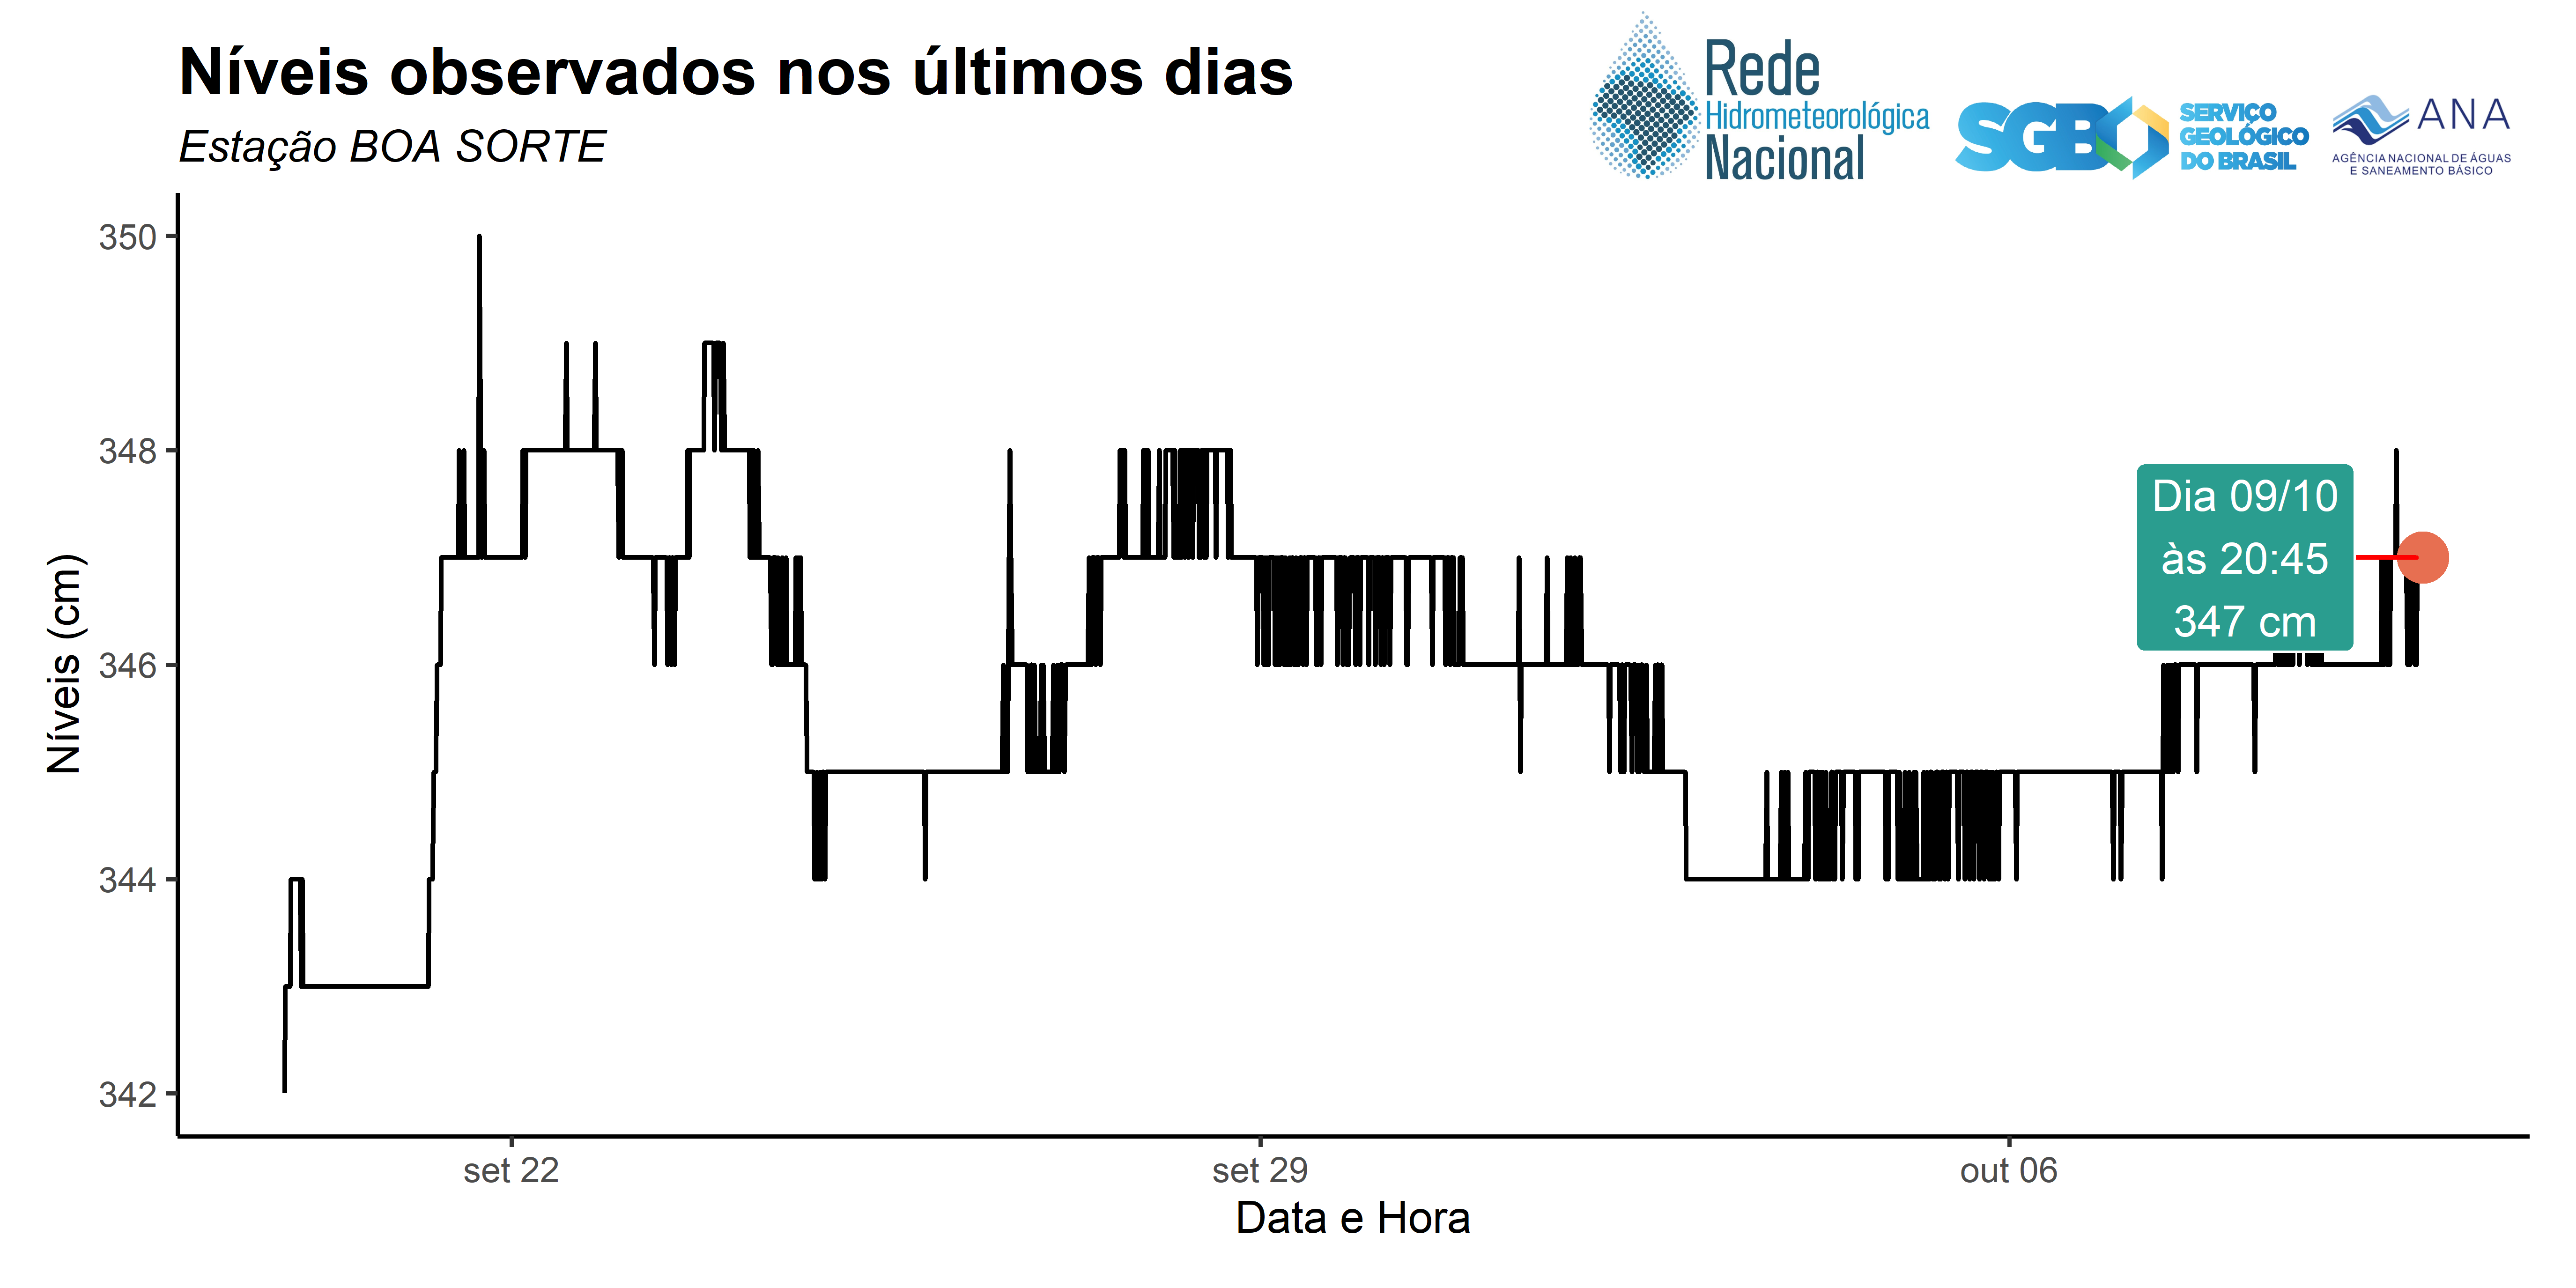 Níveis observados nos últimos dias
Estação BOA SORTE
Rede
Hidrometeorológica
Nacional
SGB
SERVIÇO
GEOLÓGICO
DO BRASIL
ANA
AGÊNCIA NACIONAL DE ÁGUAS
E SANEAMENTO BÁSICO
Níveis (cm)
350
348
346
344
342
Dia 09/10
às 20:45
347 cm
set 22
set 29
out 06
Data e Hora